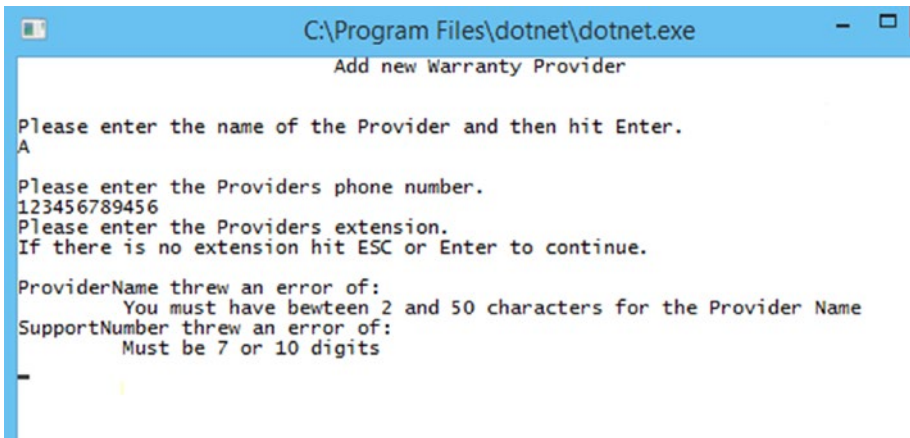 C:\Program Files\dotnet\dotnet.exe
Add new Warranty Provider
Please enter the name of the Provider and then hit Enter.
A
Please enter the Providers phone number.
123456789456
Please enter the Providers extension.
If there is no extension hit ESC or Enter to continue.
ProviderName threw an error of:
You must have bewteen 2 and 50 characters for the Provider Name
SupportNumber threw an error of:
Must be 7 or 10 digits